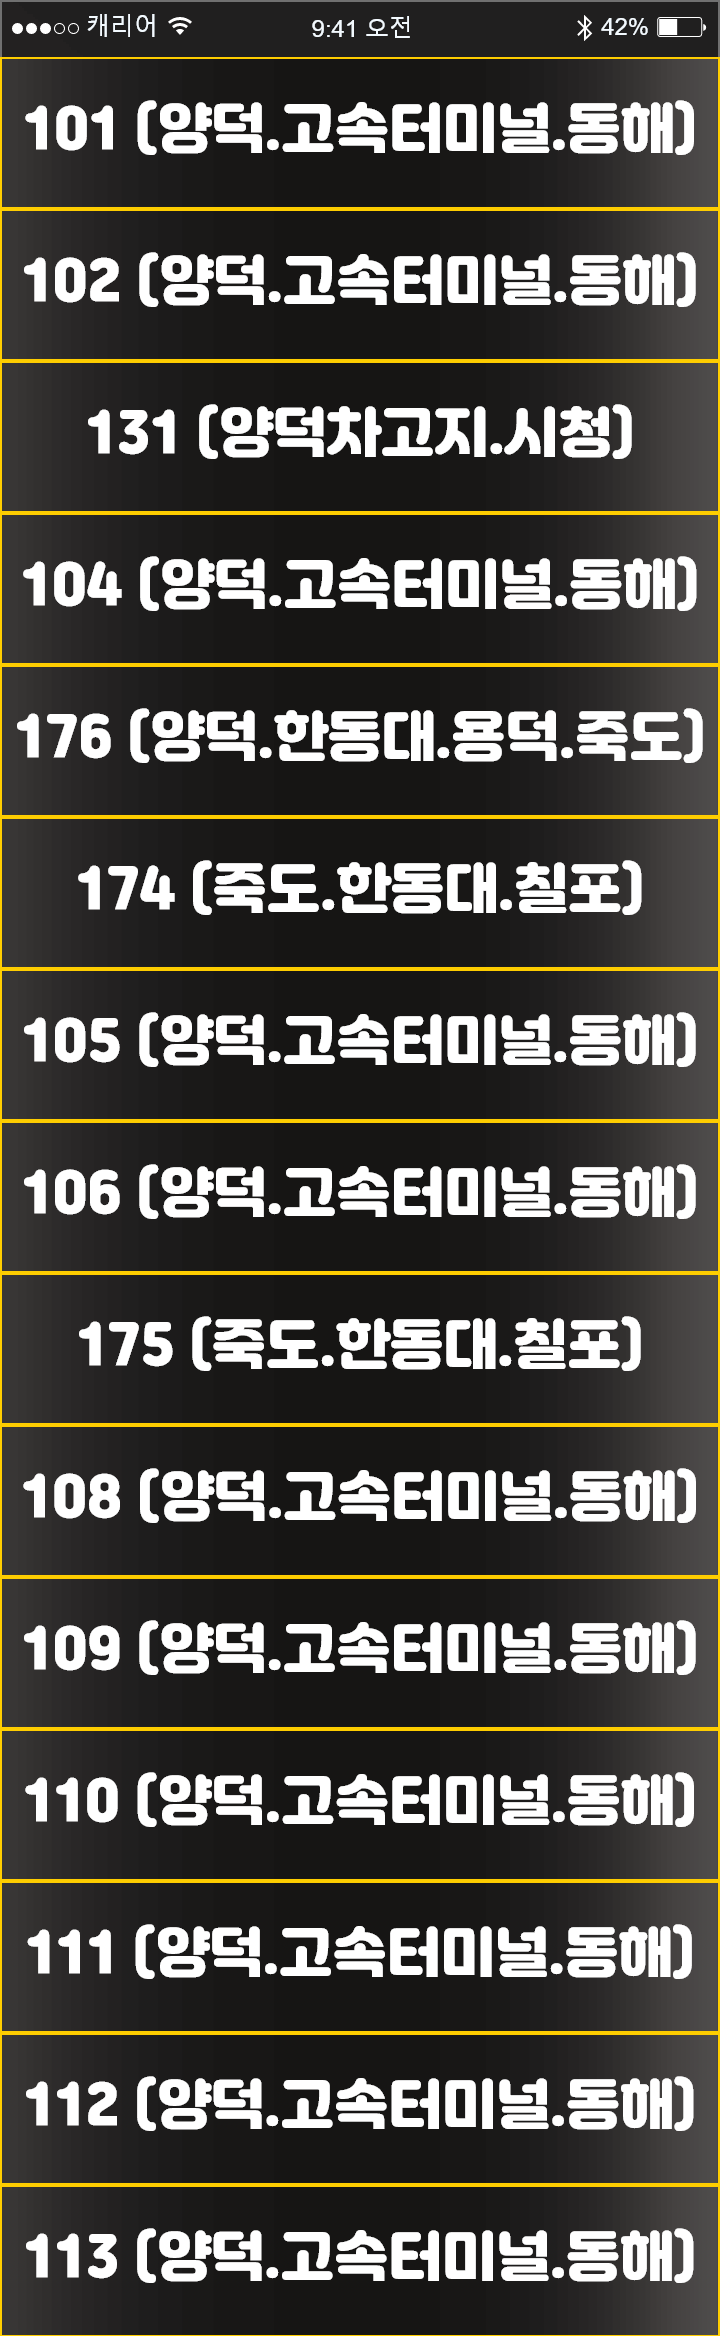 캐리어 9:41 오전 42%
101 (양덕.고속터미널.동해)
102 (양덕.고속터미널.동해)
131 (양덕차고지.시청)
104 (양덕.고속터미널.동해)
176 (양덕.한동대.용덕.죽도)
174 (죽도.한동대.칠포)
105 (양덕.고속터미널.동해)
106 (양덕.고속터미널.동해)
175 (죽도.한동대.칠포)
108 (양덕.고속터미널.동해)
109 (양덕.고속터미널.동해)
110 (양덕.고속터미널.동해)
111 (양덕.고속터미널.동해)
112 (양덕.고속터미널.동해)
113 (양덕.고속터미널.동해)